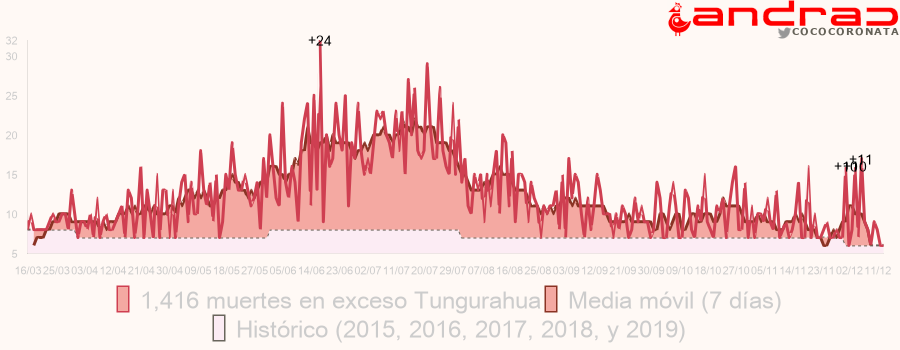 andrab
COCOCORONATA
32
30
25
20
15
10
5
+24
+11
16/03 25/03 03/04 12/04 21/04 30/04 09/05 18/05 27/05 05/06 14/06 23/06 02/07 11/07 20/07 29/07 07/08 16/08 25/08 03/09 12/09 21/09 30/09 09/10 18/10 27/10 05/11 14/11 23/11 02/12 11/12
1,416 muertes en exceso Tungurahua Media móvil (7 días)
Histórico (2015, 2016, 2017, 2018, y 2019)